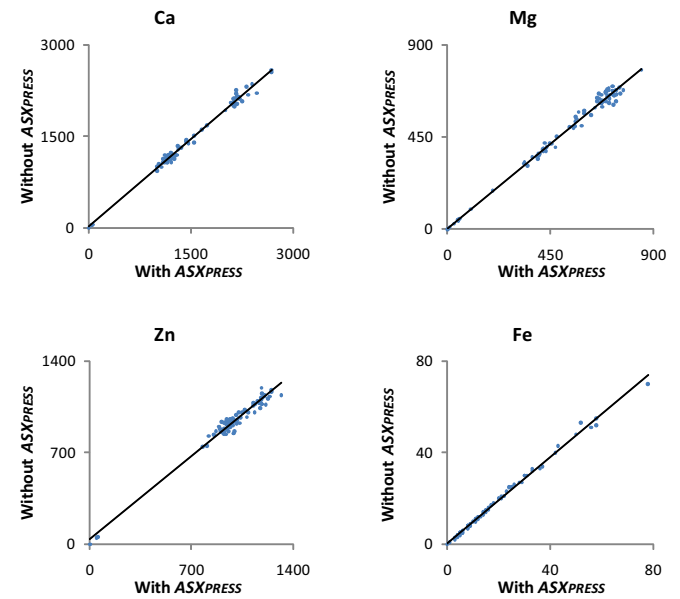 Ca
3000
1500
0
0
1500
3000
Without ASXPRESS
With ASXPRESS
Mg
900
450
0
0
450
900
Without ASXPRESS
With ASXPRESS
Zn
1400
700
0
0
700
1400
Without ASXPRESS
With ASXPRESS
Fe
80
40
0
0
40
80
Without ASXPRESS
With ASXPRESS